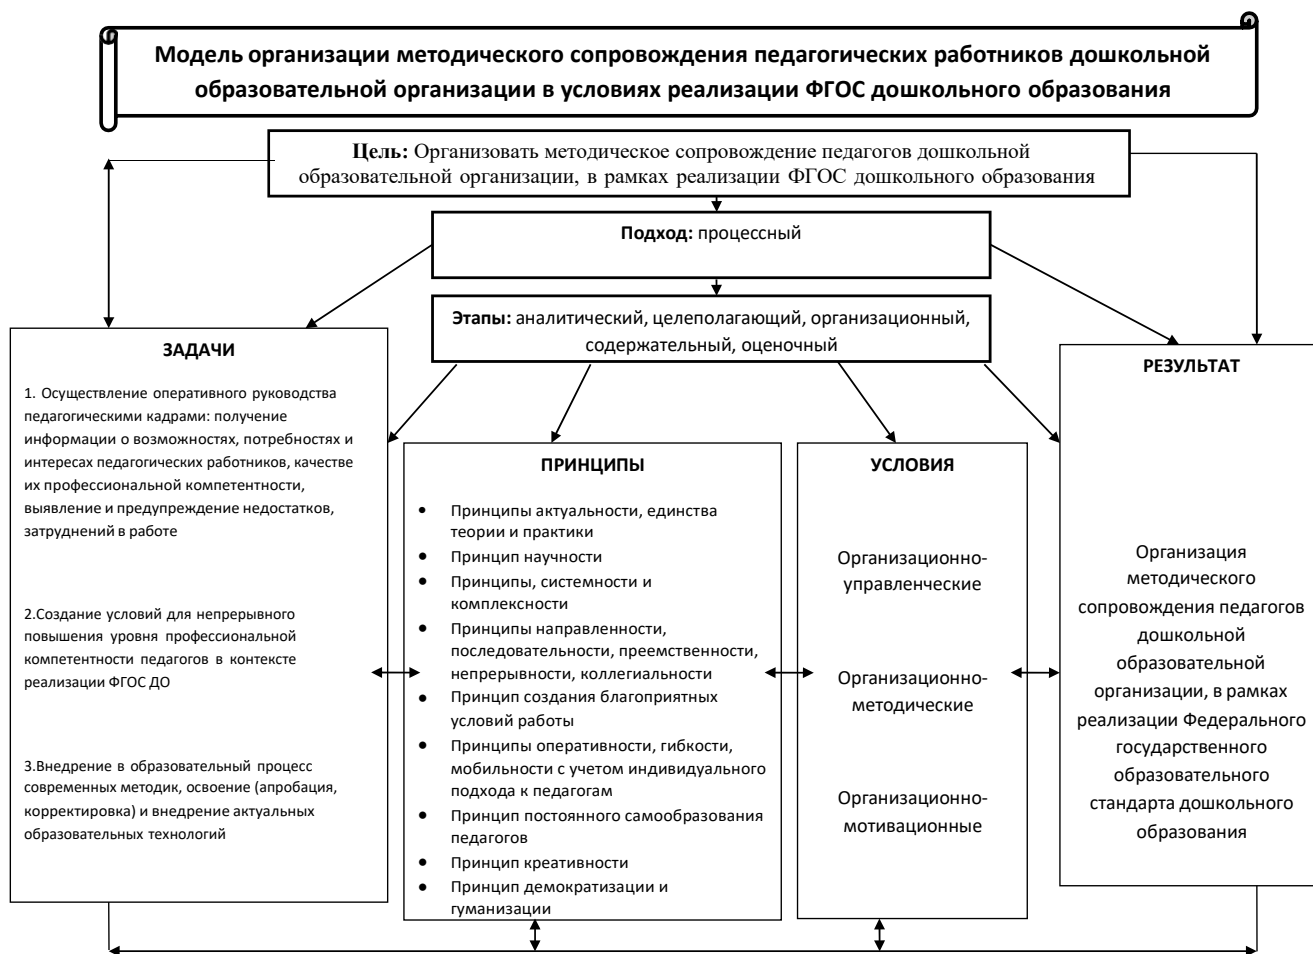 Модель организации методического сопровождения педагогических работников дошкольной
образовательной организации в условиях реализации ФГОС дошкольного образования
Цель: Организовать методическое сопровождение педагогов дошкольной
образовательной организации, в рамках реализации ФГОС дошкольного образования
Подход: процессный
Этапы: аналитический, целеполагающий, организационный,
содержательный, оценочный
ЗАДАЧИ
1. Осуществление оперативного руководства
педагогическими кадрами: получение
информации о возможностях, потребностях и
интересах педагогических работников, качестве
их профессиональной компетентности,
выявление и предупреждение недостатков,
затруднений в работе
2.Создание условий для непрерывного
повышения уровня профессиональной
компетентности педагогов в контексте
реализации ФГОС ДО
3.Внедрение в образовательный процесс
современных методик, освоение (апробация,
корректировка) и внедрение актуальных
образовательных технологий
ПРИНЦИПЫ
• Принципы актуальности, единства
теории и практики
• Принцип научности
• Принципы, системности и
комплексности
• Принципы направленности,
последовательности, преемственности,
непрерывности, коллегиальности
• Принцип создания благоприятных
условий работы
• Принципы оперативности, гибкости,
мобильности с учетом индивидуального
подхода к педагогам
• Принцип постоянного самообразования
педагогов
• Принцип креативности
• Принцип демократизации и
гуманизации
УСЛОВИЯ
Организационно-
управленческие
Организационно-
методические
Организационно-
мотивационные
РЕЗУЛЬТАТ
Организация
методического
сопровождения педагогов
дошкольной
образовательной
организации, в рамках
реализации Федерального
государственного
образовательного
стандарта дошкольного
образования